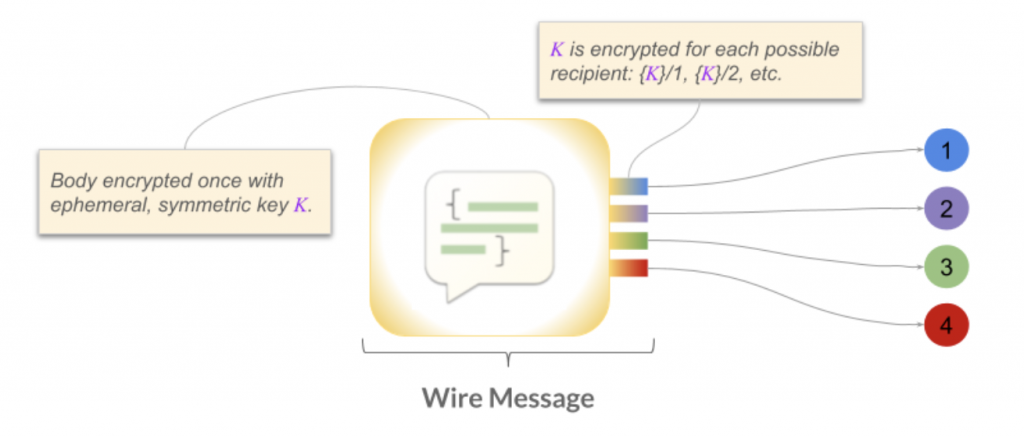 K is encrypted for each possible
recipient: {K}/1, {K}/2, etc.
Body encrypted once with
ephemeral, symmetric key K.
{
}
1
2
3
4
Wire Message